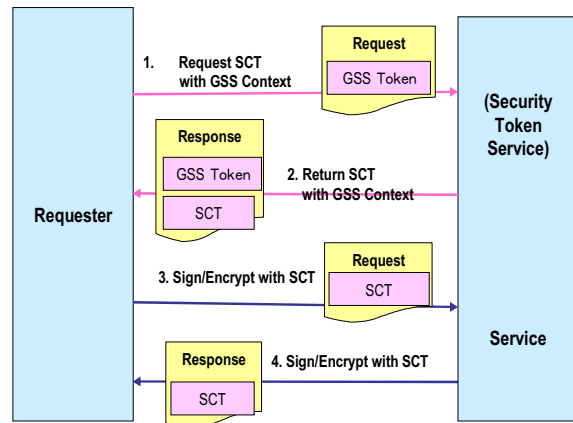 Request
1. Request SCT
with GSS Context
GSS Token
(Security
Token
Service)
Response
GSS Token
2. Return SCT
with GSS Context
SCT
Requester
Request
3. Sign/Encrypt with SCT
SCT
Service
Response
4. Sign/Encrypt with SCT
SCT